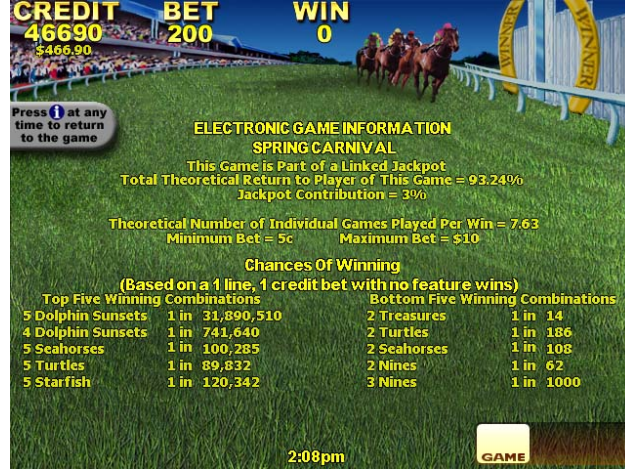 CREDIT BET WIN
46690 200 0
$466.90
WINNER WINNER
Press i at any
time to return
to the game
ELECTRONIC GAME INFORMATION
SPRING CARNIVAL
This Game is Part of a Linked Jackpot
Total Theoretical Return to Player of This Game = 93.24%
Jackpot Contribution = 3%
Theoretical Number of Individual Games Played Per Win = 7.63
Minimum Bet = 5c Maximum Bet = $10
Chances Of Winning
(Based on a 1 line, 1 credit bet with no feature wins)
Top Five Winning Combinations Bottom Five Winning Combinations
5 Dolphin Sunsets 1 in 31,890,510 2 Treasures 1 in 14
4 Dolphin Sunsets 1 in 741,640 2 Turtles 1 in 186
5 Seahorses 1 in 100,285 2 Seahorses 1 in 108
5 Turtles 1 in 89,832 2 Nines 1 in 62
5 Starfish 1 in 120,342 3 Nines 1 in 1000
2:08pm GAME